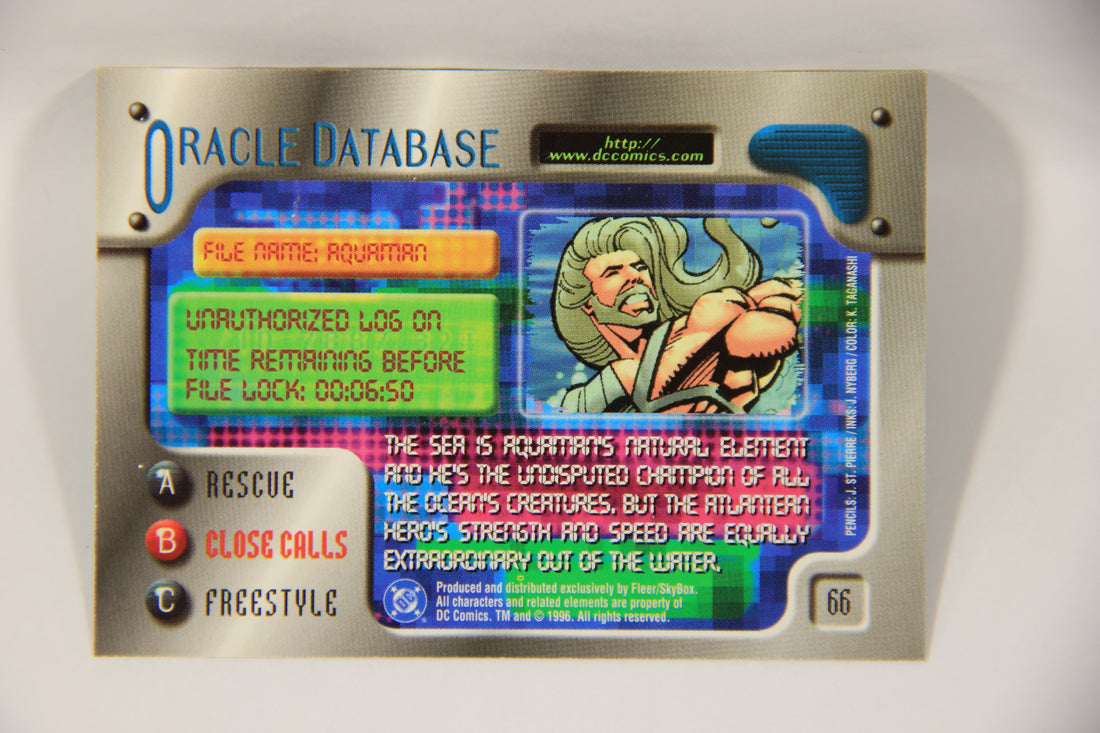 ORACLE DATABASE
http://
www.dccomics.com
FILE NAME: AQUAMAN
UNAUTHORIZED LOG ON
TIME REMAINING BEFORE
FILE LOCK: 00:06:50
THE SEA IS AQUAMAN'S NATURAL ELEMENT
AND HE'S THE UNDISPUTED CHAMPION OF ALL
THE OCEAN'S CREATURES. BUT THE ATLANTEAN
HERO'S STRENGTH AND SPEED ARE EQUALLY
EXTRAORDINARY OUT OF THE WATER.
A RESCUE
B CLOSE CALLS
C FREESTYLE
DC
Produced and distributed exclusively by Fleer/SkyBox.
All characters and related elements are property of
DC Comics. TM and © 1996. All rights reserved.
PENCILS: J. ST. PIERRE / INKS: J. NYBERG / COLOR: K. TAGANASHI
66